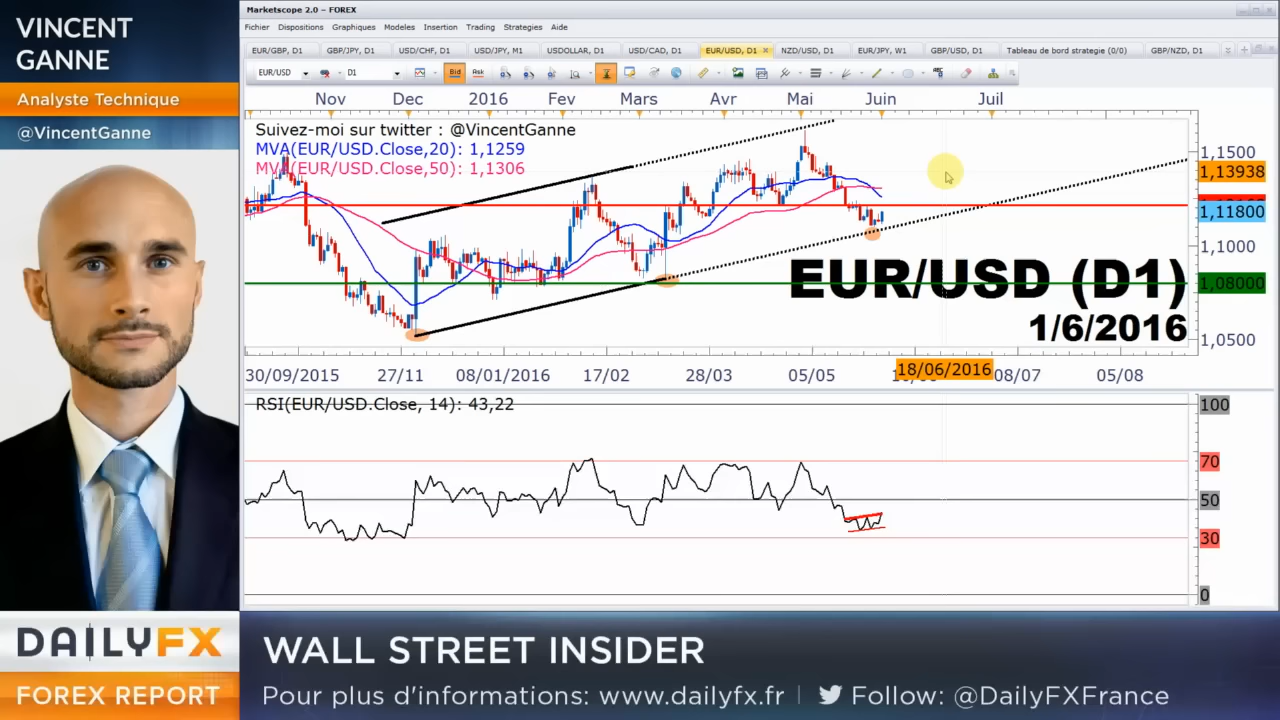 VINCENT
GANNE
Analyste Technique
@VincentGanne
Marketscope 2.0 – FOREX
Fichier Dispositions Graphiques Modeles Insertion Trading Strategies Aide
EUR/GBP, D1 GBP/JPY, D1 USD/CHF, D1 USD/JPY, M1 USDOLLAR, D1 USD/CAD, D1 EUR/USD, D1 NZD/USD, D1 EUR/JPY, W1 GBP/USD, D1 Tableau de bord strategie (0/0) GBP/NZD, D1
EUR/USD D1 Bid Ask
Nov Dec 2016 Fev Mars Avr Mai Juin Juil
Suivez-moi sur twitter : @VincentGanne
MVA(EUR/USD.Close,20): 1,1259
MVA(EUR/USD.Close,50): 1,1306
1,1500
1,13938
1,11800
1,1000
1,08000
1,0500
EUR/USD (D1)
1/6/2016
30/09/2015 27/11 08/01/2016 17/02 28/03 05/05 18/06/2016 08/07 05/08
RSI(EUR/USD.Close, 14): 43,22
100
70
50
30
0
DAILYFX
FOREX REPORT
WALL STREET INSIDER
Pour plus d'informations: www.dailyfx.fr | Follow: @DailyFXFrance